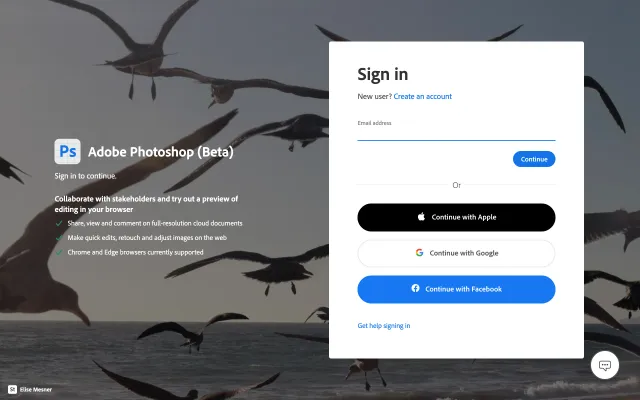 Ps Adobe Photoshop (Beta)
Sign in to continue.
Collaborate with stakeholders and try out a preview of
editing in your browser
Share, view and comment on full-resolution cloud documents
Make quick edits, retouch and adjust images on the web
Chrome and Edge browsers currently supported
St Elise Mesner
Sign in
New user? Create an account
Email address
Continue
Or
Continue with Apple
Continue with Google
Continue with Facebook
Get help signing in